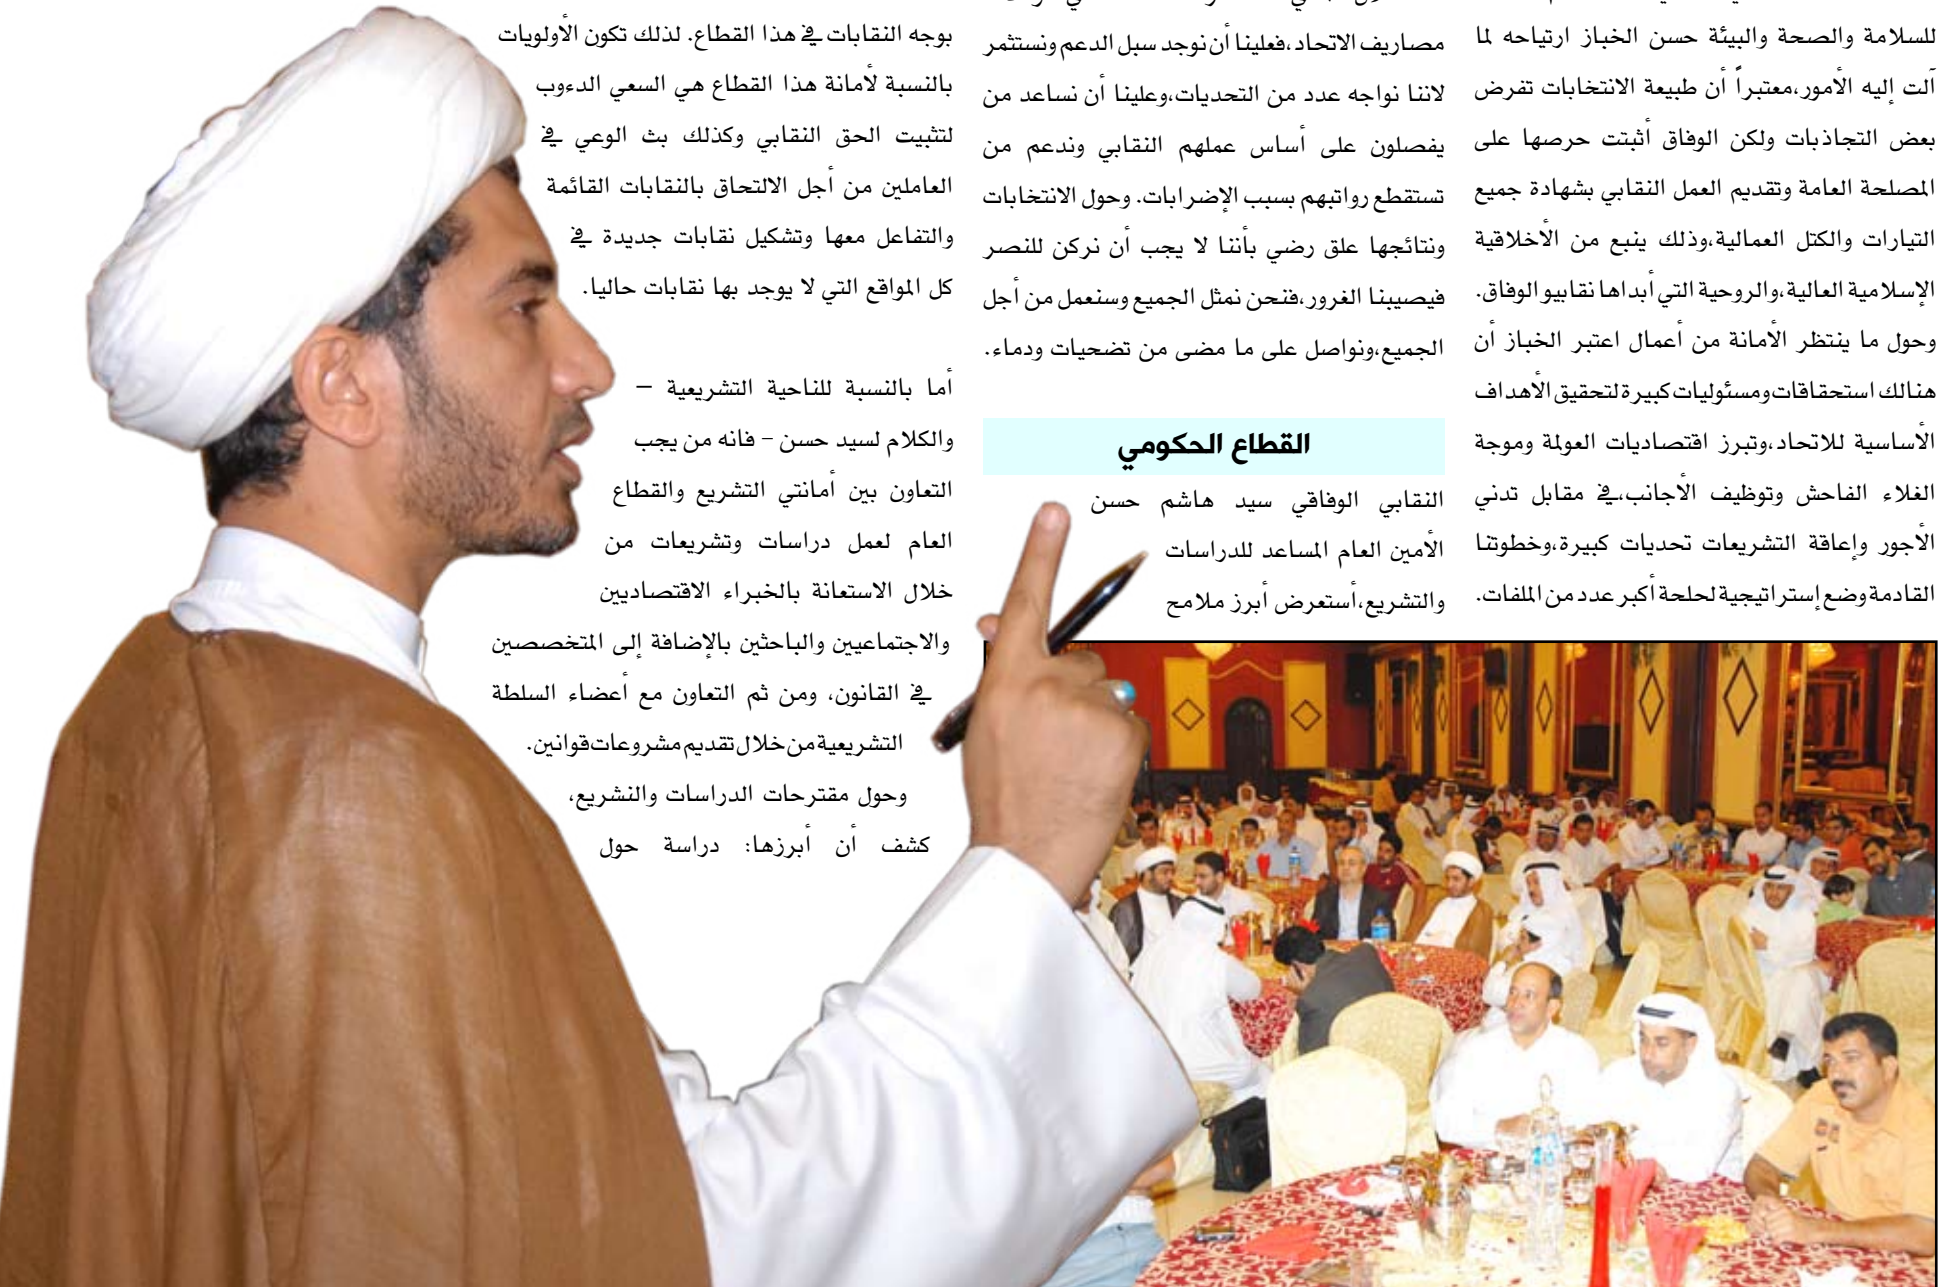 للسلامة والصحة والبيئة حسن الخباز ارتياحه لما
آلت إليه الأمور،معتبراً أن طبيعة الانتخابات تفرض
بعض التجاذبات ولكن الوفاق أثبتت حرصها على
المصلحة العامة وتقديم العمل النقابي بشهادة جميع
التيارات والكتل العمالية،وذلك ينبع من الأخلاقية
الإسلامية العالية،والروحية التي أبداها نقابيو الوفاق.
وحول ما ينتظر الأمانة من أعمال اعتبر الخباز أن
هنالك استحقاقات ومسئوليات كبيرة لتحقيق الأهداف
الأساسية للاتحاد،وتبرز اقتصاديات العولمة وموجة
الغلاء الفاحش وتوظيف الأجانب،في مقابل تدني
الأجور وإعاقة التشريعات تحديات كبيرة،وخطوتنا
القادمة وضع إستراتيجية لحلحة أكبر عدد من الملفات.
مصاريف الاتحاد،فعلينا أن نوجد سبل الدعم ونستثمر
لاننا نواجه عدد من التحديات،وعلينا أن نساعد من
يفصلون على أساس عملهم النقابي وندعم من
تستقطع رواتبهم بسبب الإضرابات. وحول الانتخابات
ونتائجها علق رضي بأننا لا يجب أن نركن للنصر
فيصيبنا الغرور،فنحن نمثل الجميع وسنعمل من أجل
الجميع،ونواصل على ما مضى من تضحيات ودماء.
القطاع الحكومي
النقابي الوفاقي سيد هاشم حسن
الأمين العام المساعد للدراسات
والتشريع،أستعرض أبرز ملامح
بوجه النقابات في هذا القطاع. لذلك تكون الأولويات
بالنسبة لأمانة هذا القطاع هي السعي الدءوب
لتثبيت الحق النقابي وكذلك بث الوعي في
العاملين من أجل الالتحاق بالنقابات القائمة
والتفاعل معها وتشكيل نقابات جديدة في
كل المواقع التي لا يوجد بها نقابات حاليا.
أما بالنسبة للناحية التشريعية –
والكلام لسيد حسن – فانه من يجب
التعاون بين أمانتي التشريع والقطاع
العام لعمل دراسات وتشريعات من
خلال الاستعانة بالخبراء الاقتصاديين
والاجتماعيين والباحثين بالإضافة إلى المتخصصين
في القانون، ومن ثم التعاون مع أعضاء السلطة
التشريعية من خلال تقديم مشروعات قوانين.
وحول مقترحات الدراسات والنشريع،
كشف أن أبرزها: دراسة حول